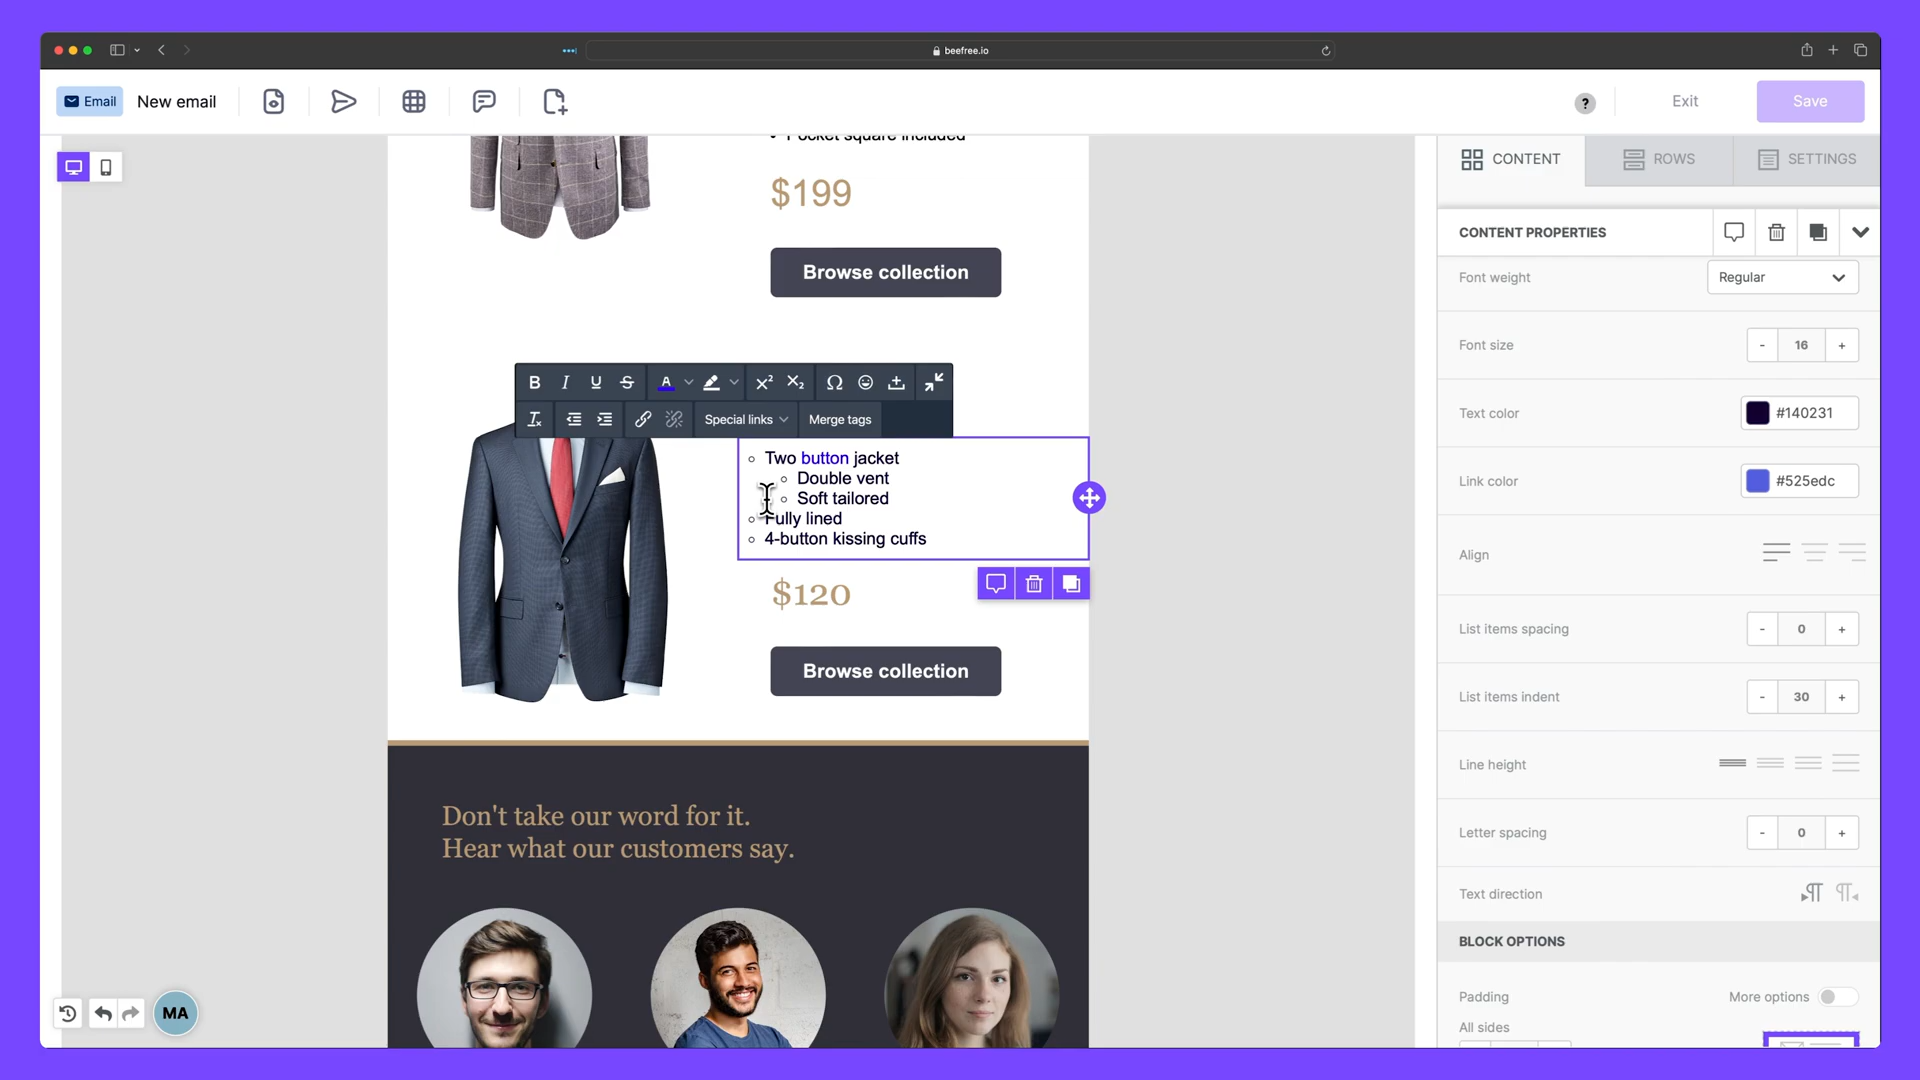 beefree.io
Email New email
? Exit Save
CONTENT ROWS SETTINGS
Pocket square included
$199
Browse collection
CONTENT PROPERTIES
Font weight Regular
Font size - 16 +
Text color #140231
Link color #525edc
Align
List items spacing - 0 +
List items indent - 30 +
Line height
Letter spacing - 0 +
Text direction
BLOCK OPTIONS
Padding More options
All sides
B I U S A X² X₂ Ω
Special links Merge tags
Two button jacket
Double vent
Soft tailored
Fully lined
4-button kissing cuffs
$120
Browse collection
Don't take our word for it.
Hear what our customers say.
MA